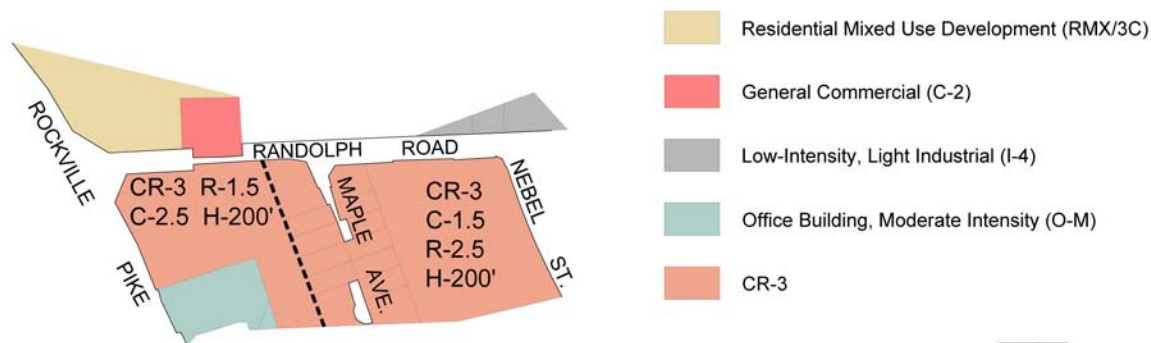 ROCKVILLE
PIKE
RANDOLPH ROAD
CR-3 R-1.5
C-2.5 H-200'
MAPLE
AVE.
CR-3
C-1.5
R-2.5
H-200'
NEBEL
ST.
Residential Mixed Use Development (RMX/3C)
General Commercial (C-2)
Low-Intensity, Light Industrial (I-4)
Office Building, Moderate Intensity (O-M)
CR-3